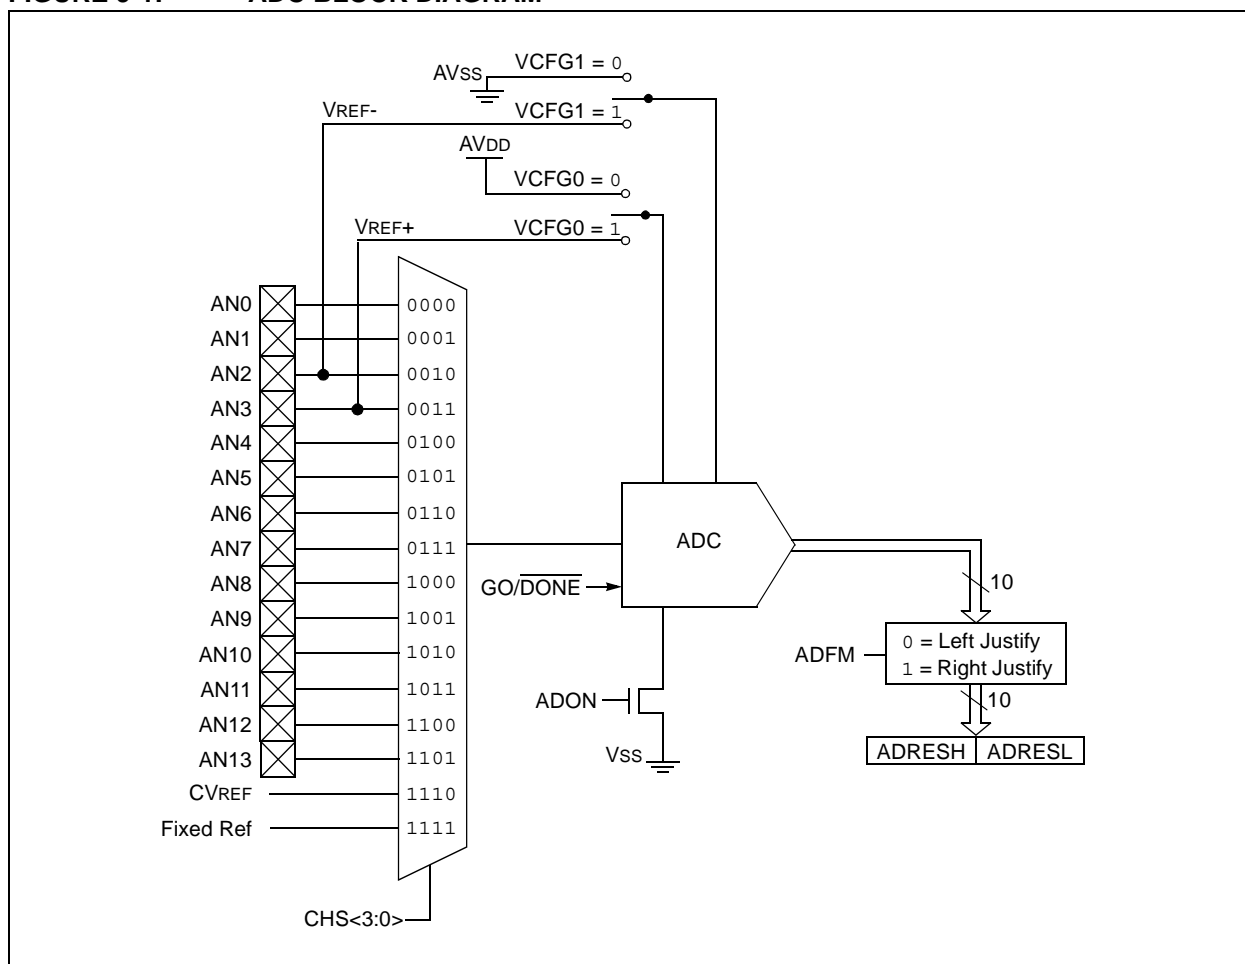 AVSS
VCFG1 = 0
VREF-
VCFG1 = 1
AVDD
VCFG0 = 0
VREF+
VCFG0 = 1
AN0
0000
AN1
0001
AN2
0010
AN3
0011
AN4
0100
AN5
0101
AN6
0110
AN7
0111
AN8
1000
AN9
1001
AN10
1010
AN11
1011
AN12
1100
AN13
1101
CVREF
1110
Fixed Ref
1111
CHS<3:0>
ADC
GO/DONE
ADON
VSS
10
ADFM
0 = Left Justify
1 = Right Justify
10
ADRESH
ADRESL